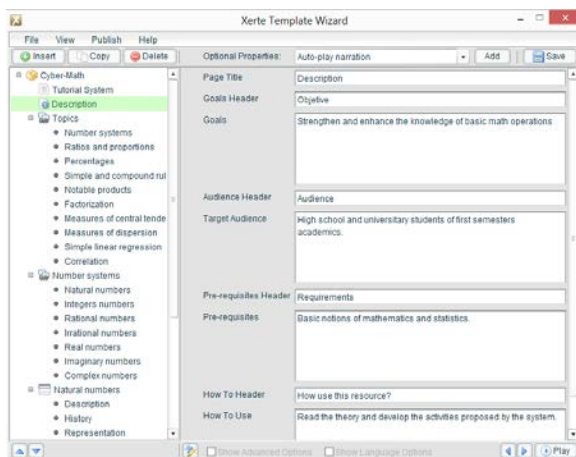 Xerte Template Wizard
File View Publish Help
Insert Copy Delete Optional Properties: Auto-play narration Add Save
Cyber-Math
Tutorial System
Description
Topics
Number systems
Ratios and proportions
Percentages
Simple and compound rul
Notable products
Factorization
Measures of central tende
Measures of dispersion
Simple linear regression
Correlation
Number systems
Natural numbers
Integers numbers
Rational numbers
Irrational numbers
Real numbers
Imaginary numbers
Complex numbers
Natural numbers
Description
History
Representation
Page Title Description
Goals Header Objetive
Goals Strengthen and enhance the knowledge of basic math operations
Audience Header Audience
Target Audience High school and universitary students of first semesters
academics.
Pre-requisites Header Requirements
Pre-requisites Basic notions of mathematics and statistics.
How To Header How use this resource?
How To Use Read the theory and develop the activities proposed by the system.
Show Advanced Options Show Language Options Play